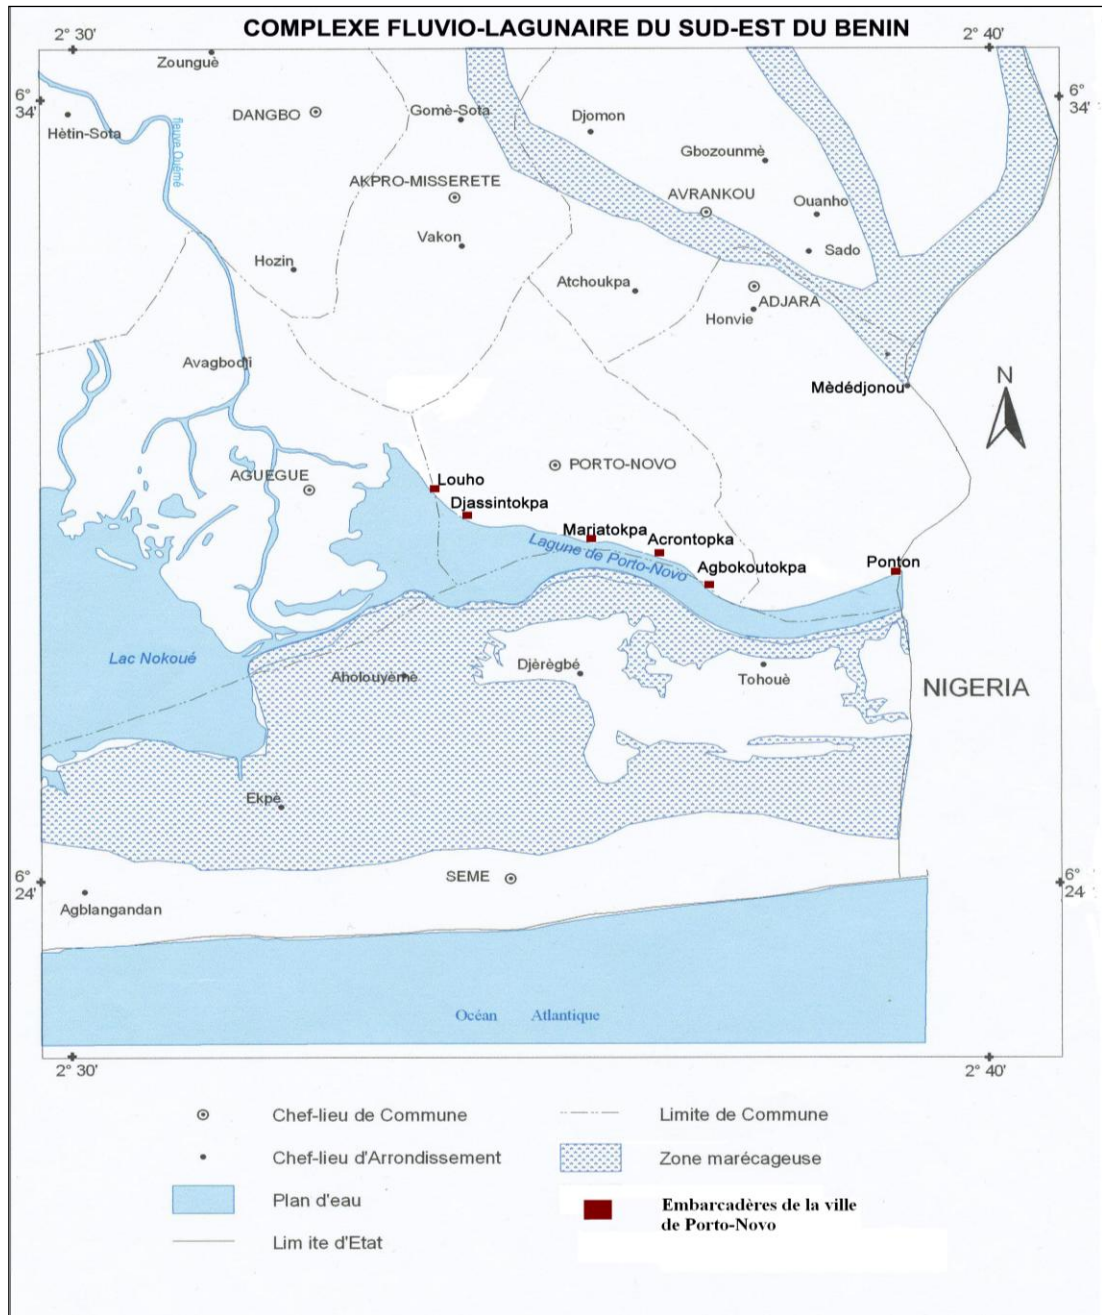 COMPLEXE FLUVIO-LAGUNAIRE DU SUD-EST DU BENIN
2° 30'
2° 40'
Zounguè
6°
34'
6°
34'
Hètin-Sota
fleuve Ouémé
DANGBO
Gomè-Sota
Djomon
Gbozounmè
AKPRO-MISSERETE
AVRANKOU
Ouanho
Vakon
Sado
Hozin
Atchoukpa
ADJARA
Honvie
Avagbodji
Mèdédjonou
N
AGUEGUE
PORTO-NOVO
Louho
Djassintokpa
Marjatokpa
Acrontopka
Lagune de Porto-Novo
Agbokoutokpa
Ponton
Lac Nokoué
Aholouyèmè
Djèrègbé
Tohouè
NIGERIA
Ekpè
SEME
6°
24'
6°
24
Agblangandan
Océan Atlantique
2° 30'
2° 40'
Chef-lieu de Commune
Limite de Commune
Chef-lieu d'Arrondissement
Zone marécageuse
Plan d'eau
Embarcadères de la ville
de Porto-Novo
Lim ite d'Etat